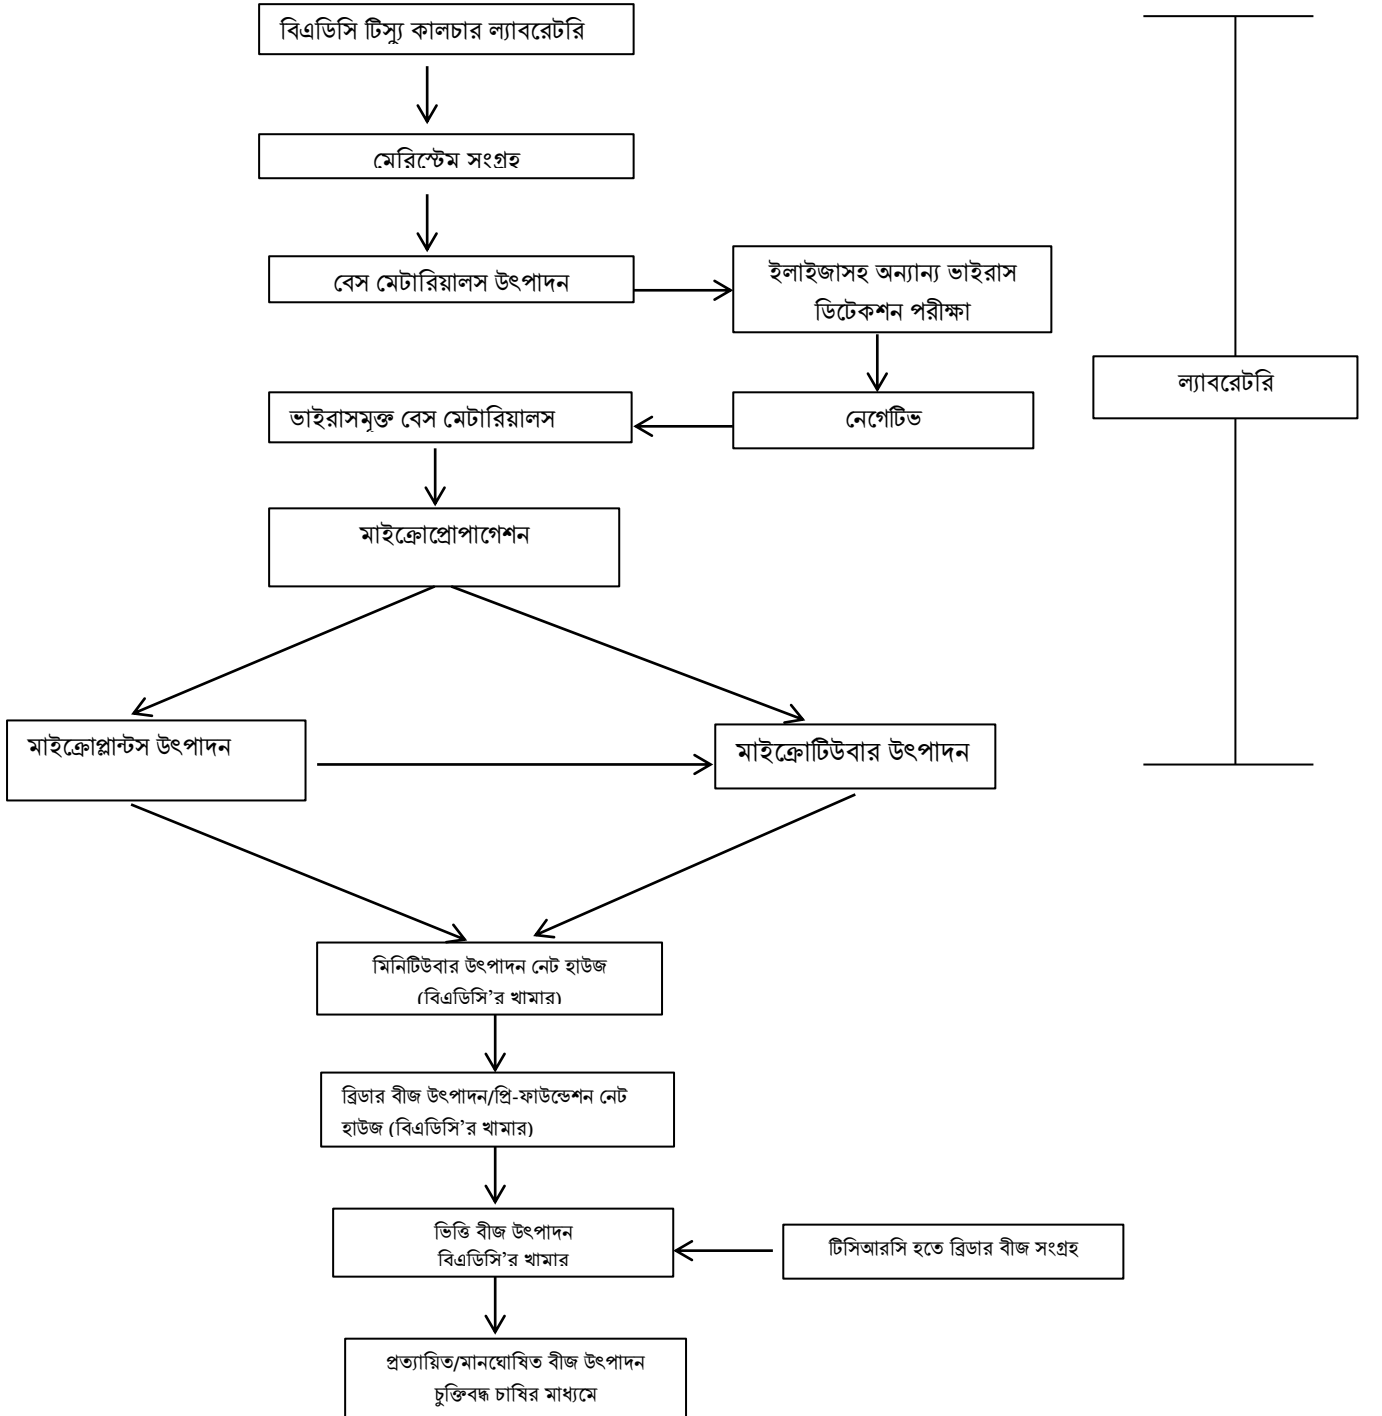 বিএডিসি টিস্যু কালচার ল্যাবরেটরি
মেরিস্টেম সংগ্রহ
বেস মেটারিয়ালস উৎপাদন
ইলাইজাসহ অন্যান্য ভাইরাস
ডিটেকশন পরীক্ষা
ল্যাবরেটরি
ভাইরাসমুক্ত বেস মেটারিয়ালস
নেগেটিভ
মাইক্রোপ্রোপাগেশন
মাইক্রোপ্লান্টস উৎপাদন
মাইক্রোটিউবার উৎপাদন
মিনিটিউবার উৎপাদন নেট হাউজ
(বিএডিসি’র খামার)
ব্রিডার বীজ উৎপাদন/প্রি-ফাউন্ডেশন নেট
হাউজ (বিএডিসি’র খামার)
ভিত্তি বীজ উৎপাদন
বিএডিসি’র খামার
টিসিআরসি হতে ব্রিডার বীজ সংগ্রহ
প্রত্যায়িত/মানঘোষিত বীজ উৎপাদন
চুক্তিবদ্ধ চাষির মাধ্যমে